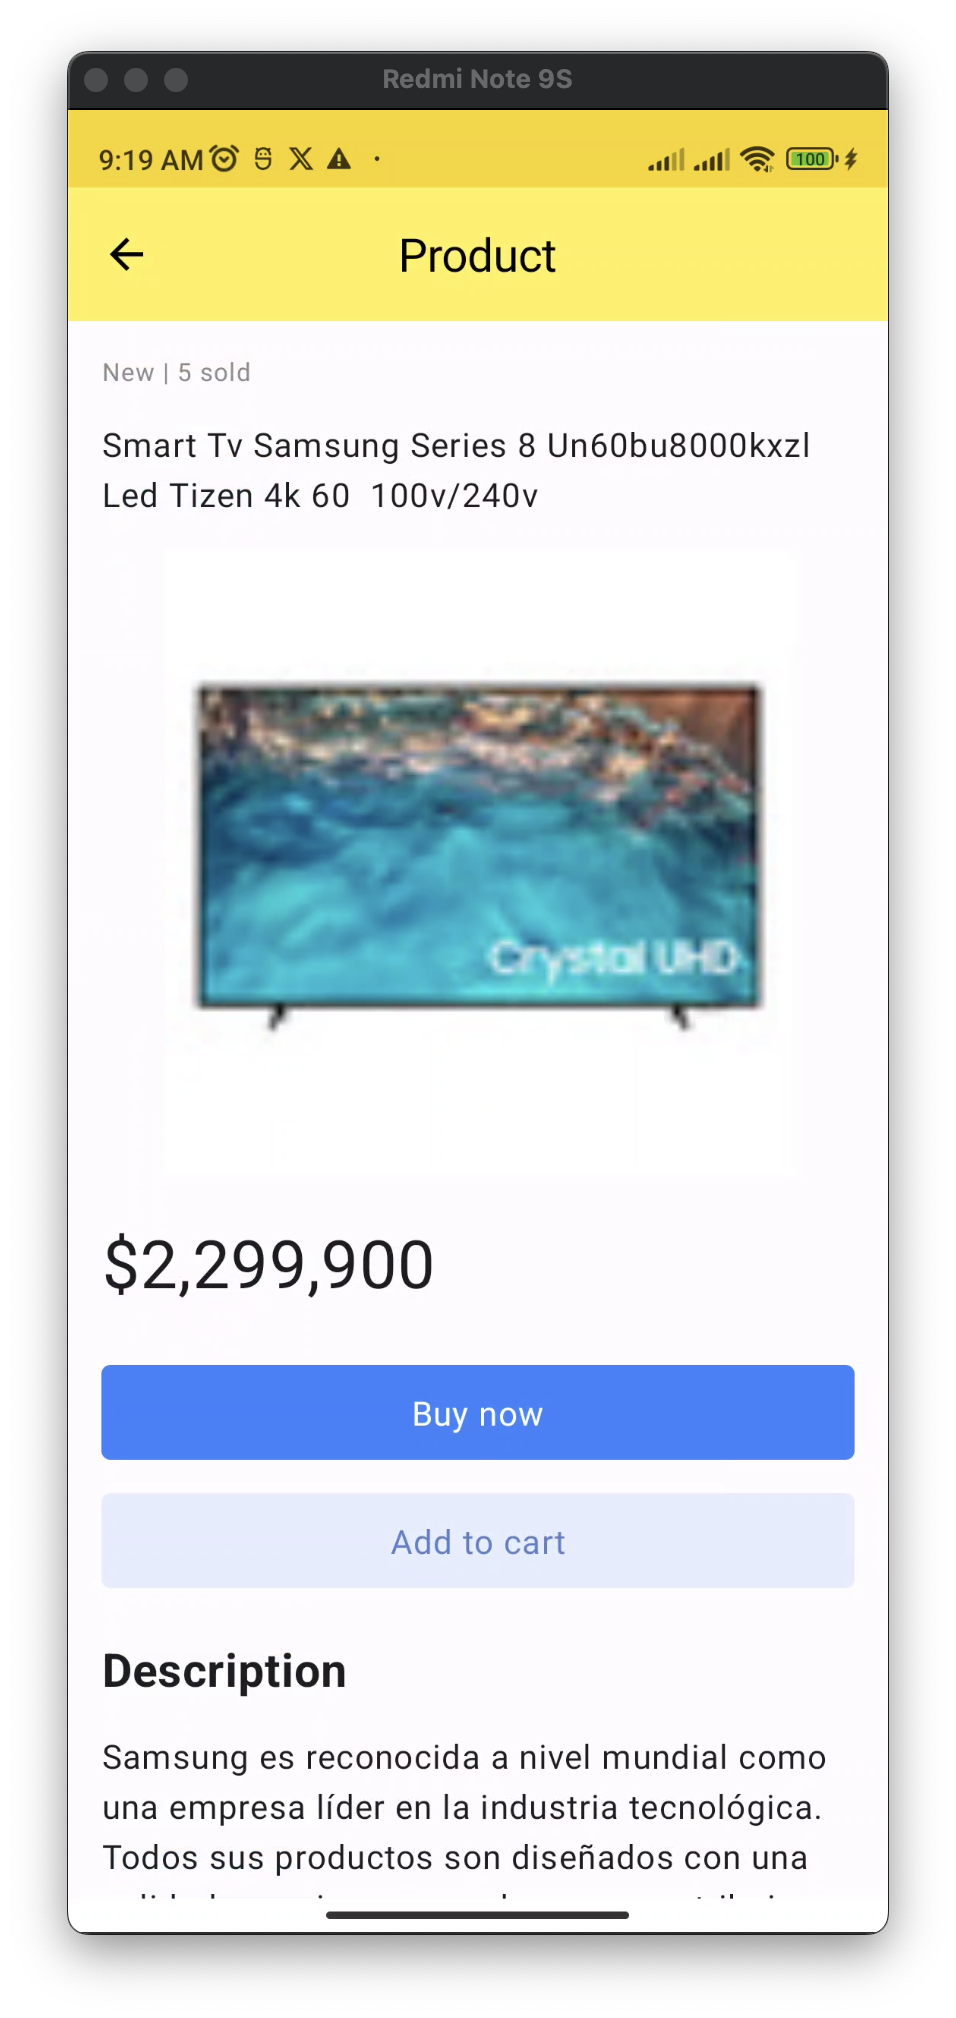 Redmi Note 9S
9:19 AM
100
Product
New | 5 sold
Smart Tv Samsung Series 8 Un60bu8000kxzl
Led Tizen 4k 60  100v/240v
Crystal UHD
$2,299,900
Buy now
Add to cart
Description
Samsung es reconocida a nivel mundial como
una empresa líder en la industria tecnológica.
Todos sus productos son diseñados con una